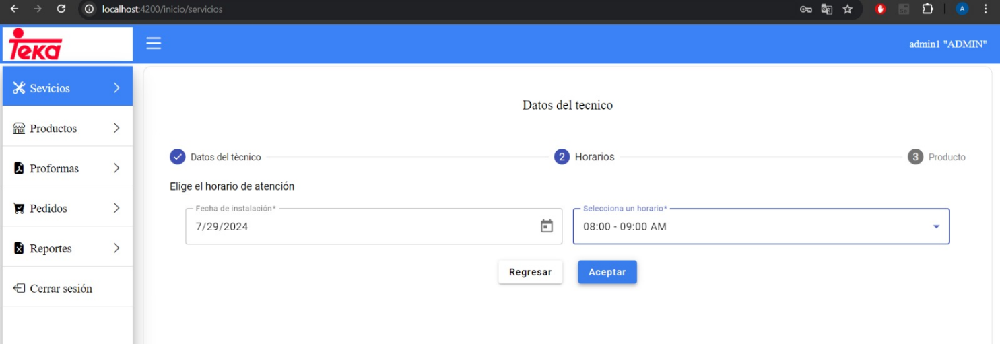 localhost:4200/inicio/servicios
A
Teka
admin1 "ADMIN"
Sevicios
Productos
Proformas
Pedidos
Reportes
Cerrar sesión
Datos del tecnico
Datos del tècnico
2 Horarios
3 Producto
Elige el horario de atención
Fecha de instalación*
7/29/2024
Selecciona un horario*
08:00 - 09:00 AM
Regresar
Aceptar